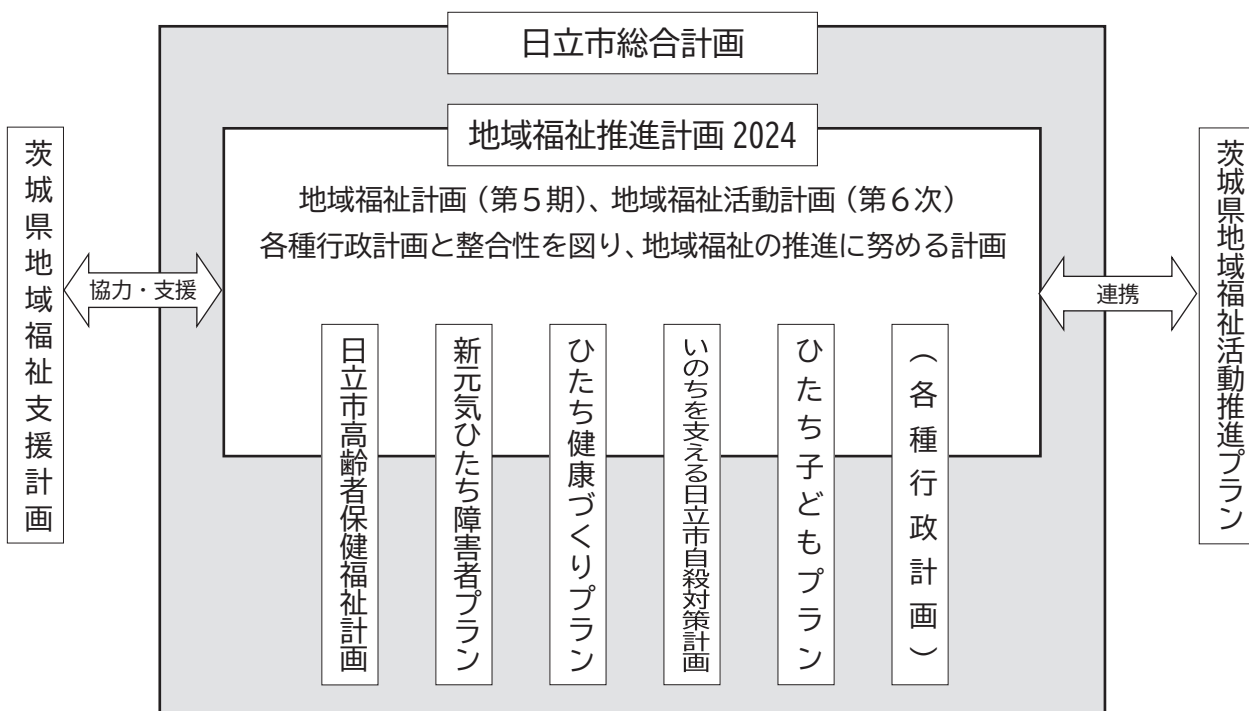 日立市総合計画
地域福祉推進計画 2024
地域福祉計画（第５期）、地域福祉活動計画（第６次）
各種行政計画と整合性を図り、地域福祉の推進に努める計画
茨城県地域福祉支援計画
協力・支援
日立市高齢者保健福祉計画
新元気ひたち障害者プラン
ひたち健康づくりプラン
いのちを支える日立市自殺対策計画
ひたち子どもプラン
（各種行政計画）
連携
茨城県地域福祉活動推進プラン